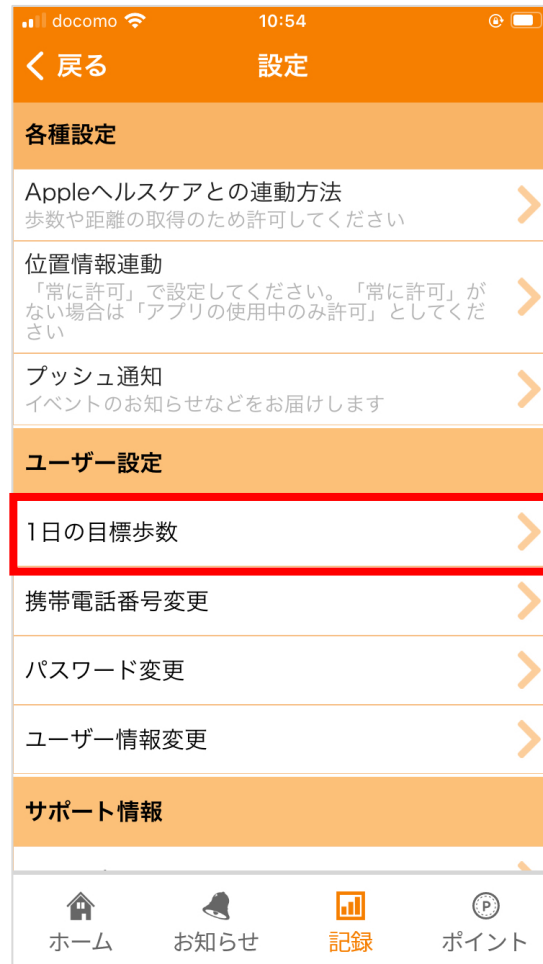 docomo 10:54
戻る 設定
各種設定
Appleヘルスケアとの連動方法
歩数や距離の取得のため許可してください
位置情報連動
「常に許可」で設定してください。「常に許可」が
ない場合は「アプリの使用中のみ許可」としてくだ
さい
プッシュ通知
イベントのお知らせなどをお届けします
ユーザー設定
1日の目標歩数
携帯電話番号変更
パスワード変更
ユーザー情報変更
サポート情報
ホーム お知らせ 記録 P ポイント